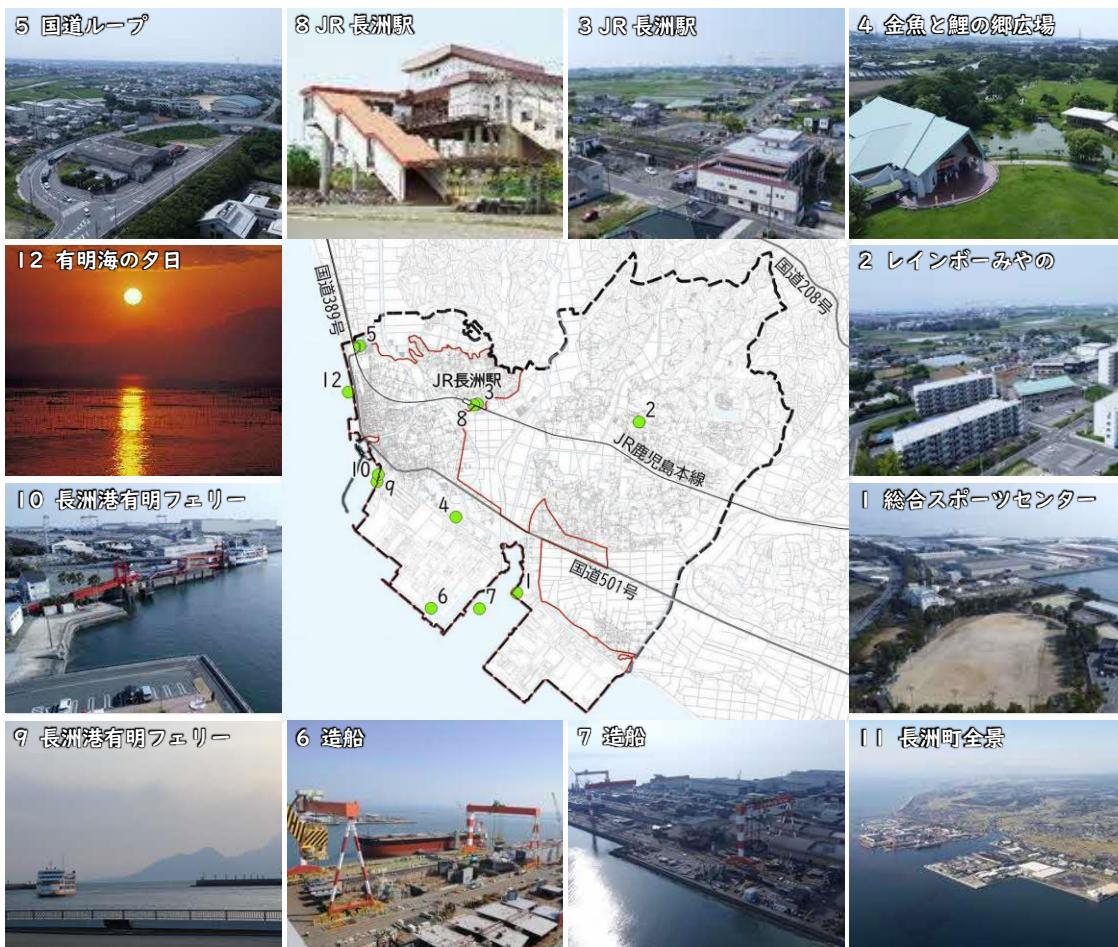 5 国道ループ
8 JR 長洲駅
3 JR 長洲駅
4 金魚と鯉の郷広場
12 有明海の夕日
2 レインボーみやの
10 長洲港有明フェリー
1 総合スポーツセンター
9 長洲港有明フェリー
6 造船
7 造船
11 長洲町全景
国道389号
国道208号
5
12
JR長洲駅
3
8
2
JR鹿児島本線
10
9
4
国道501号
1
6
7